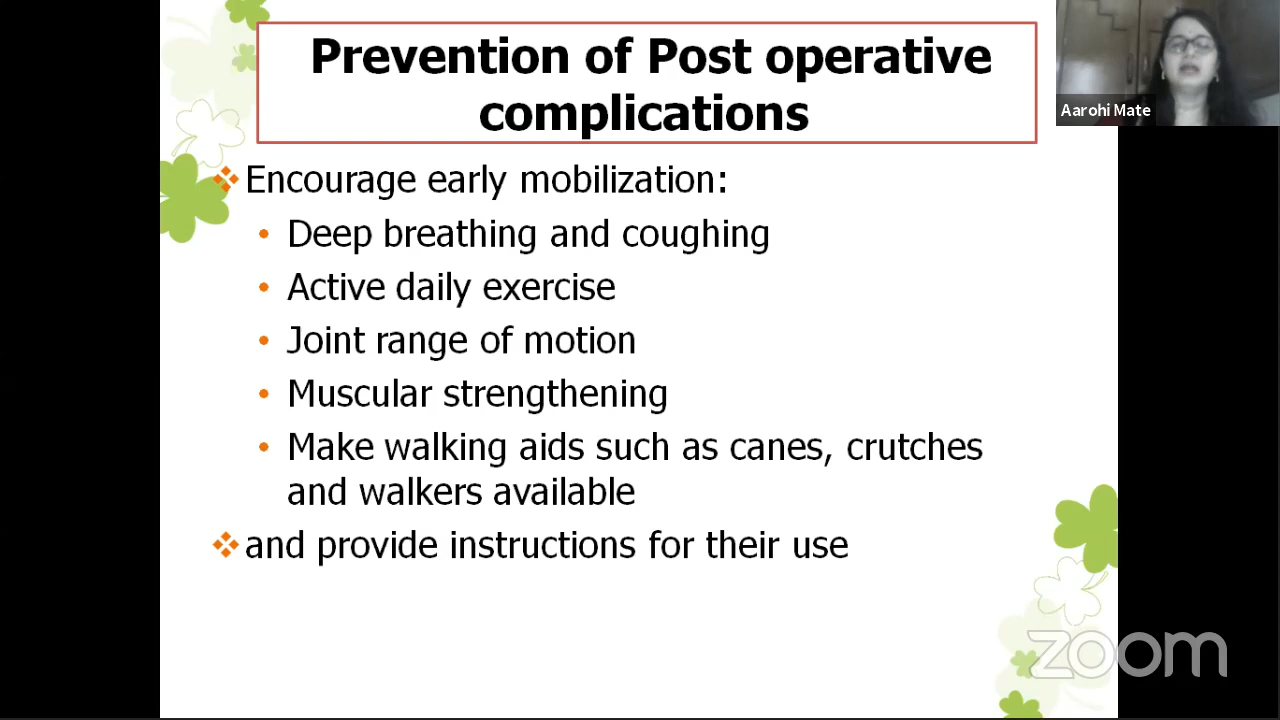 Prevention of Post operative
complications
Aarohi Mate
Encourage early mobilization:
• Deep breathing and coughing
• Active daily exercise
• Joint range of motion
• Muscular strengthening
• Make walking aids such as canes, crutches
and walkers available
and provide instructions for their use
zoom